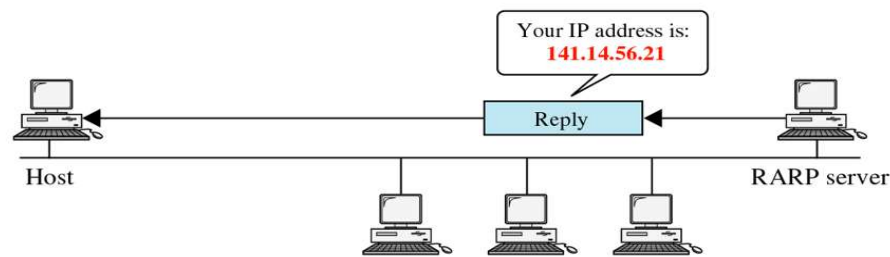 Your IP address is:
141.14.56.21
Reply
Host
RARP server